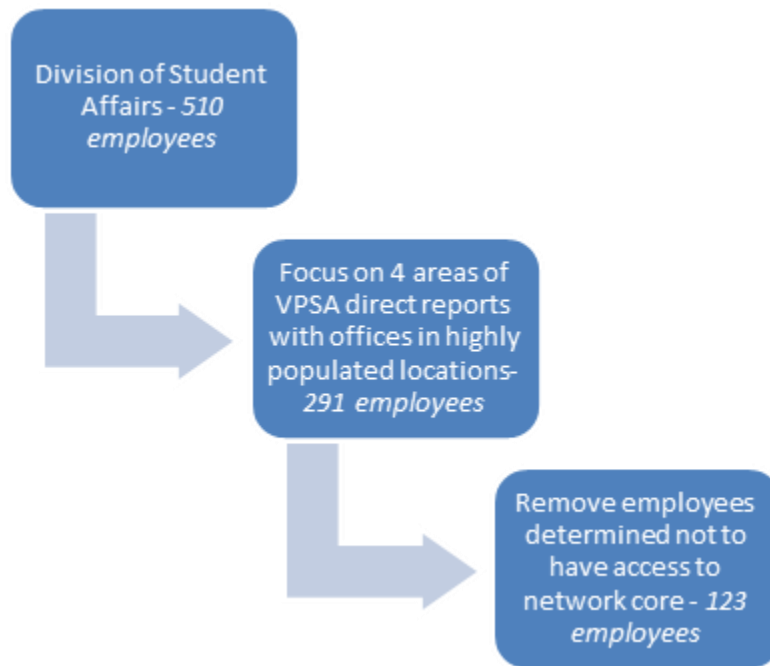 Division of Student
Affairs - 510
employees
Focus on 4 areas of
VPSA direct reports
with offices in highly
populated locations-
291 employees
Remove employees
determined not to
have access to
network core - 123
employees